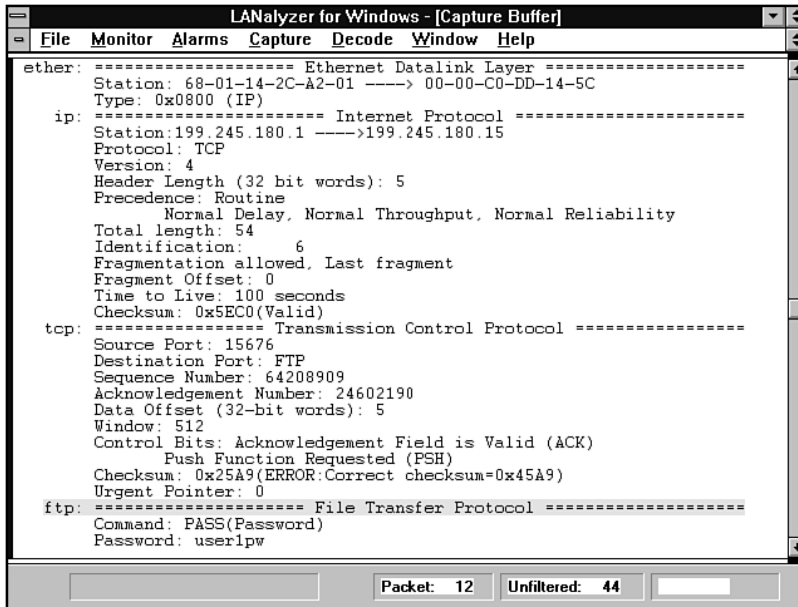 LANalyzer for Windows - [Capture Buffer]
File Monitor Alarms Capture Decode Window Help
ether: ==================== Ethernet Datalink Layer ===================
Station: 68-01-14-2C-A2-01 ----> 00-00-C0-DD-14-5C
Type: 0x0800 (IP)
ip: ====================== Internet Protocol ======================
Station:199.245.180.1 ---->199.245.180.15
Protocol: TCP
Version: 4
Header Length (32 bit words): 5
Precedence: Routine
Normal Delay, Normal Throughput, Normal Reliability
Total length: 54
Identification: 6
Fragmentation allowed, Last fragment
Fragment Offset: 0
Time to Live: 100 seconds
Checksum: 0x5EC0(Valid)
tcp: ================= Transmission Control Protocol =================
Source Port: 15676
Destination Port: FTP
Sequence Number: 64208909
Acknowledgement Number: 24602190
Data Offset (32-bit words): 5
Window: 512
Control Bits: Acknowledgement Field is Valid (ACK)
Push Function Requested (PSH)
Checksum: 0x25A9(ERROR:Correct checksum=0x45A9)
Urgent Pointer: 0
ftp: ==================== File Transfer Protocol ===================
Command: PASS(Password)
Password: user1pw
Packet: 12 Unfiltered: 44